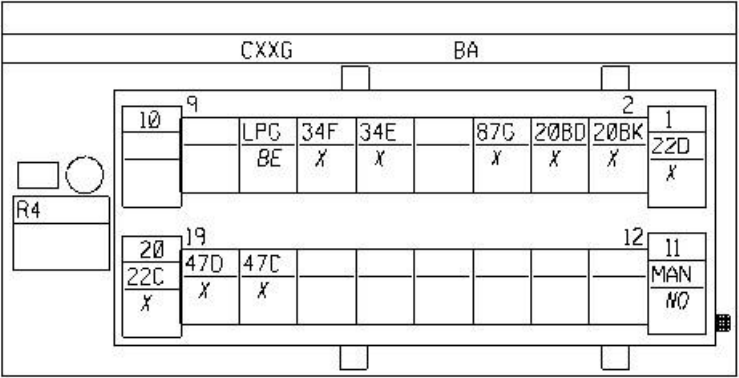 CXXG BA
9 2
10 1
LPG 34F 34E 87G 20BD 20BK 22D
BE X X X X X X
R4
19 12
20 11
22C 47D 47C MAN
X X X NO